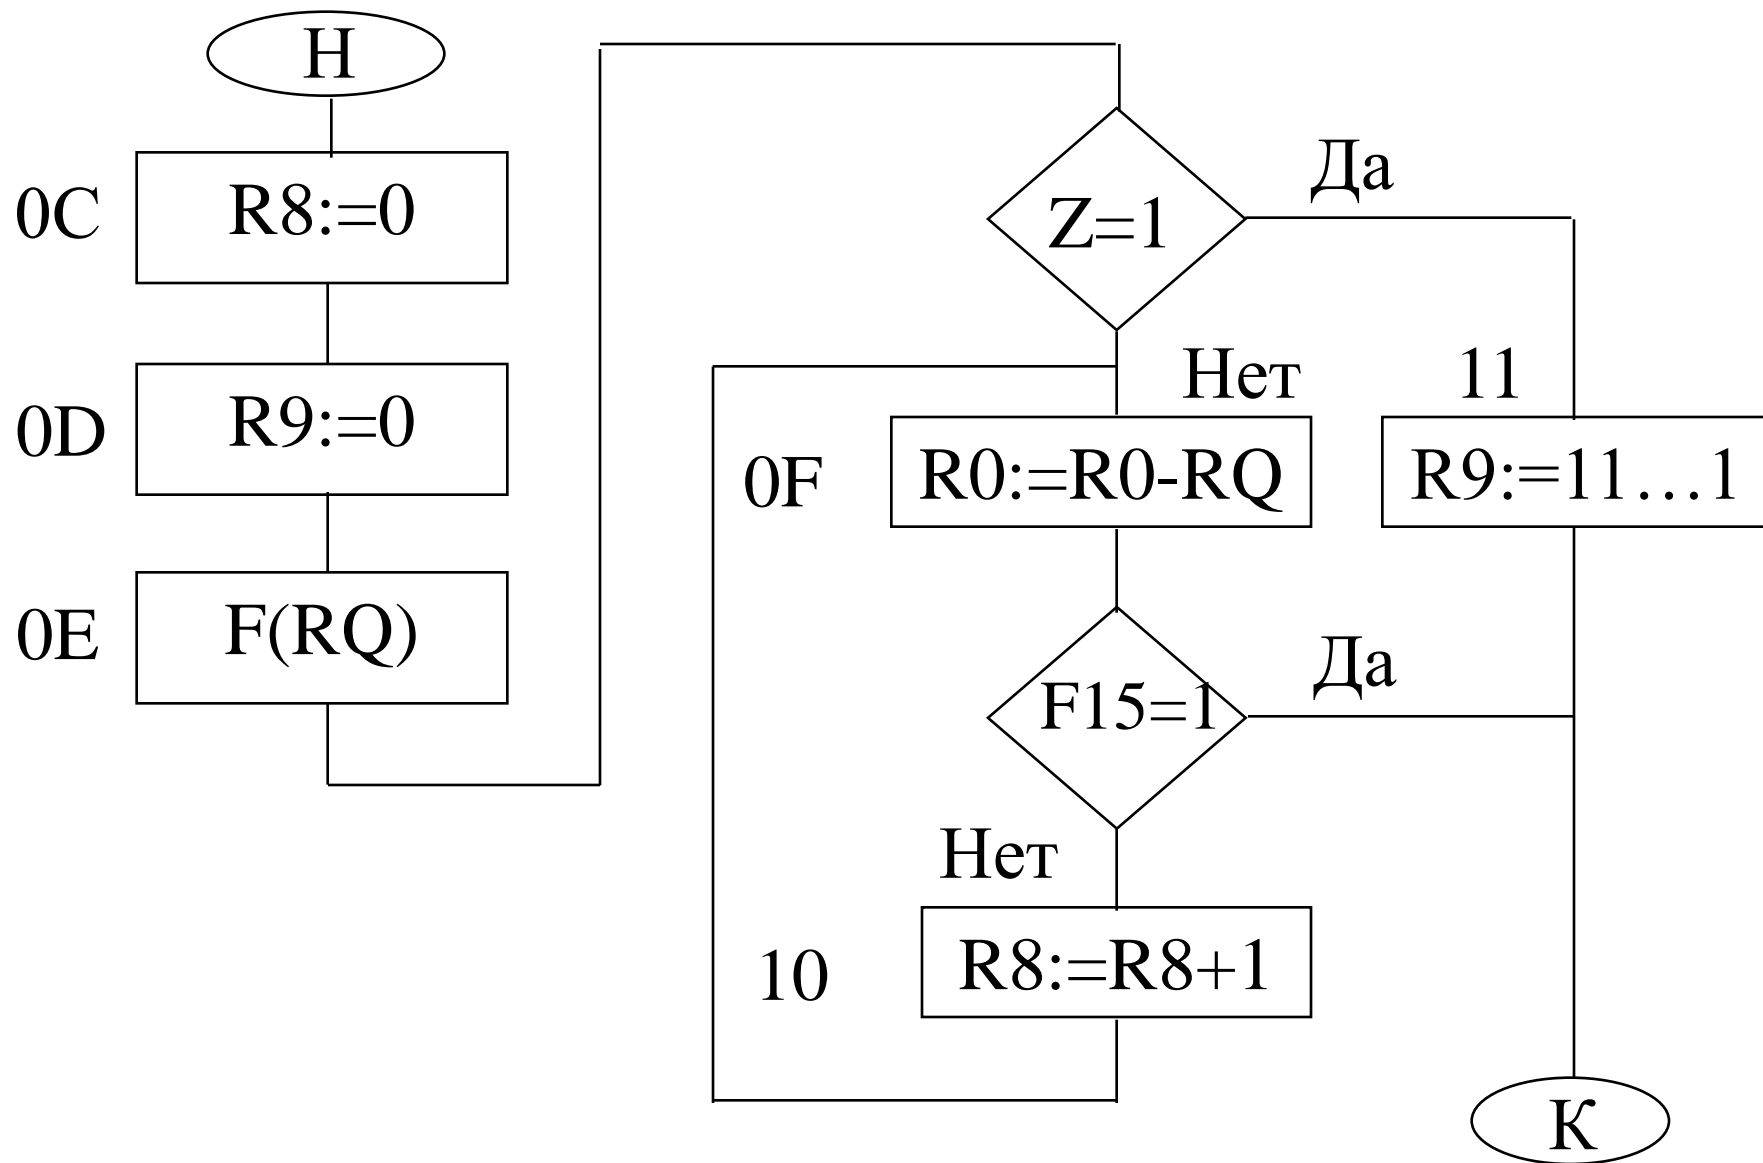 Н
0C
R8:=0
0D
R9:=0
0E
F(RQ)
Z=1
Да
Нет
0F
R0:=R0-RQ
11
R9:=11…1
F15=1
Да
Нет
10
R8:=R8+1
К